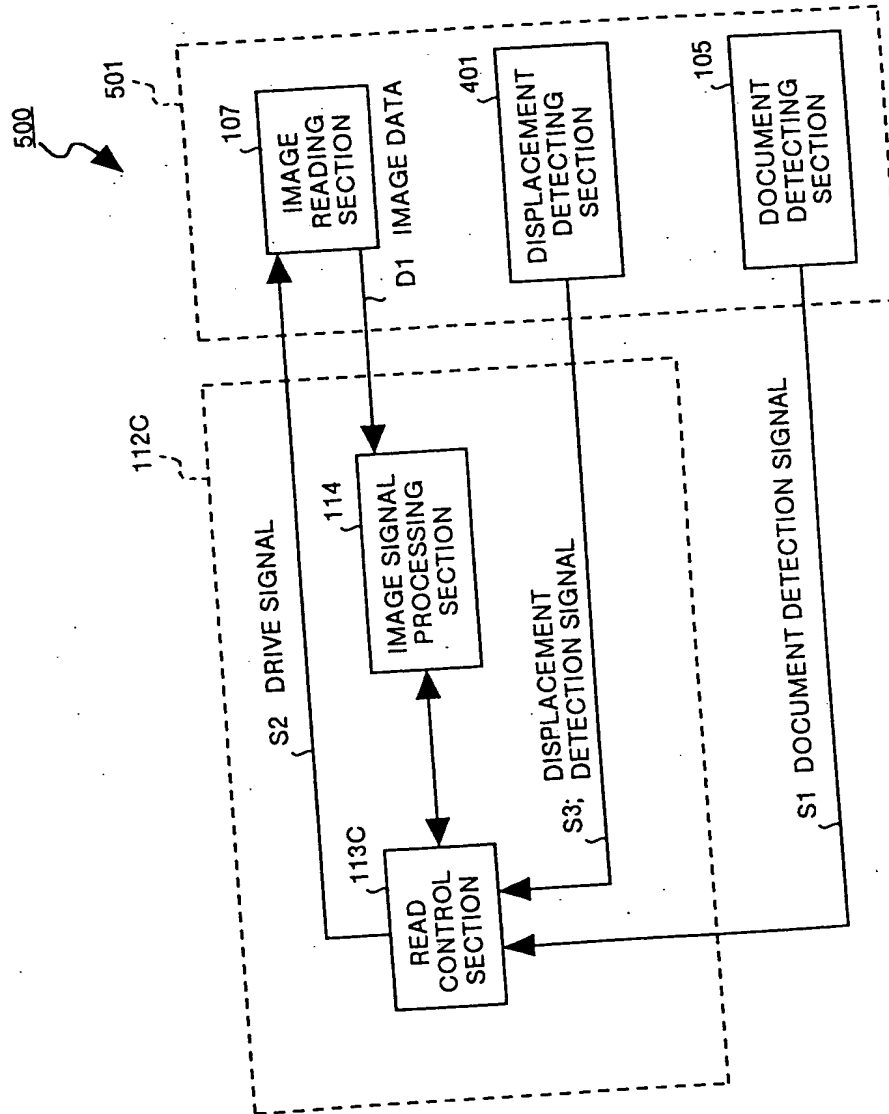 500
501
107
IMAGE
READING
SECTION
D1 IMAGE DATA
401
DISPLACEMENT
DETECTING
SECTION
105
DOCUMENT
DETECTING
SECTION
112C
S2 DRIVE SIGNAL
114
IMAGE SIGNAL
PROCESSING
SECTION
S3; DISPLACEMENT
DETECTION SIGNAL
S1 DOCUMENT DETECTION SIGNAL
113C
READ
CONTROL
SECTION